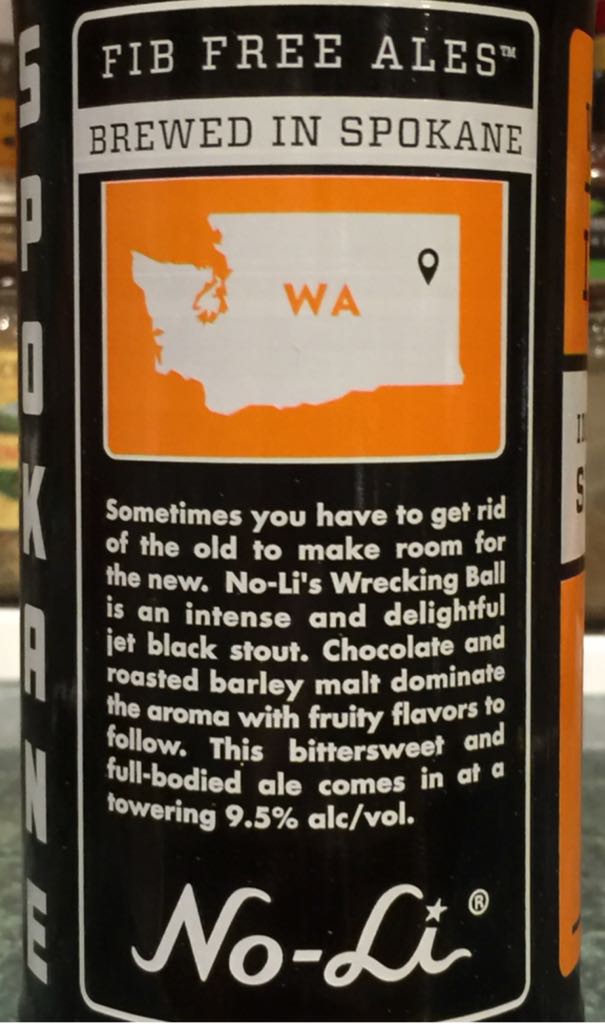 FIB FREE ALES™
BREWED IN SPOKANE
WA
Sometimes you have to get rid
of the old to make room for
the new. No-Li's Wrecking Ball
is an intense and delightful
jet black stout. Chocolate and
roasted barley malt dominate
the aroma with fruity flavors to
follow. This bittersweet and
full-bodied ale comes in at a
towering 9.5% alc/vol.
No-Li®
SPOKANE